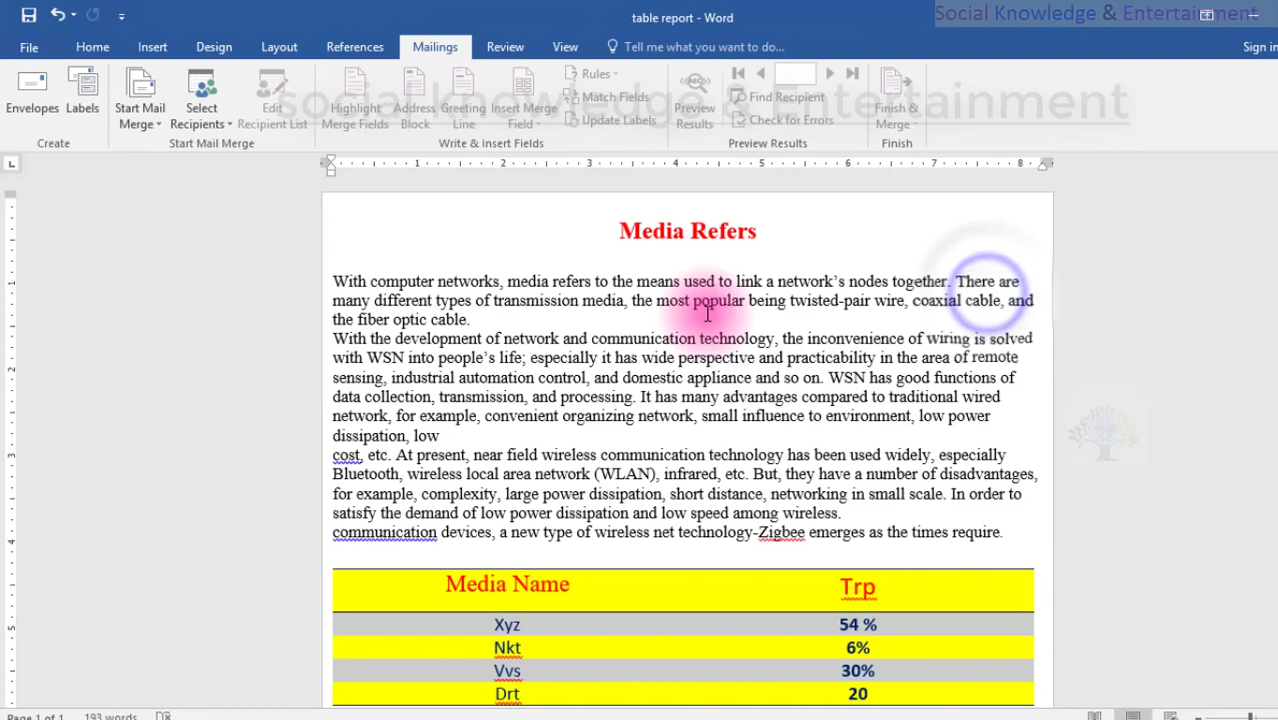 table report - Word
Social Knowledge & Entertainment
File Home Insert Design Layout References Mailings Review View Tell me what you want to do... Sign in
Envelopes Labels
Create
Start Mail Merge Select Recipients Edit Recipient List
Start Mail Merge
Highlight Merge Fields Address Block Greeting Line Insert Merge Field Rules Match Fields Update Labels
Write & Insert Fields
Preview Results Find Recipient Check for Errors
Preview Results
Finish & Merge
Finish
social knowledge & Entertainment
1 2 3 4 5 6 7 8
Media Refers
With computer networks, media refers to the means used to link a network's nodes together. There are
many different types of transmission media, the most popular being twisted-pair wire, coaxial cable, and
the fiber optic cable.
With the development of network and communication technology, the inconvenience of wiring is solved
with WSN into people's life; especially it has wide perspective and practicability in the area of remote
sensing, industrial automation control, and domestic appliance and so on. WSN has good functions of
data collection, transmission, and processing. It has many advantages compared to traditional wired
network, for example, convenient organizing network, small influence to environment, low power
dissipation, low
cost, etc. At present, near field wireless communication technology has been used widely, especially
Bluetooth, wireless local area network (WLAN), infrared, etc. But, they have a number of disadvantages,
for example, complexity, large power dissipation, short distance, networking in small scale. In order to
satisfy the demand of low power dissipation and low speed among wireless.
communication devices, a new type of wireless net technology-Zigbee emerges as the times require.
Media Name Trp
Xyz 54 %
Nkt 6%
Vvs 30%
Drt 20
Page 1 of 1 193 words